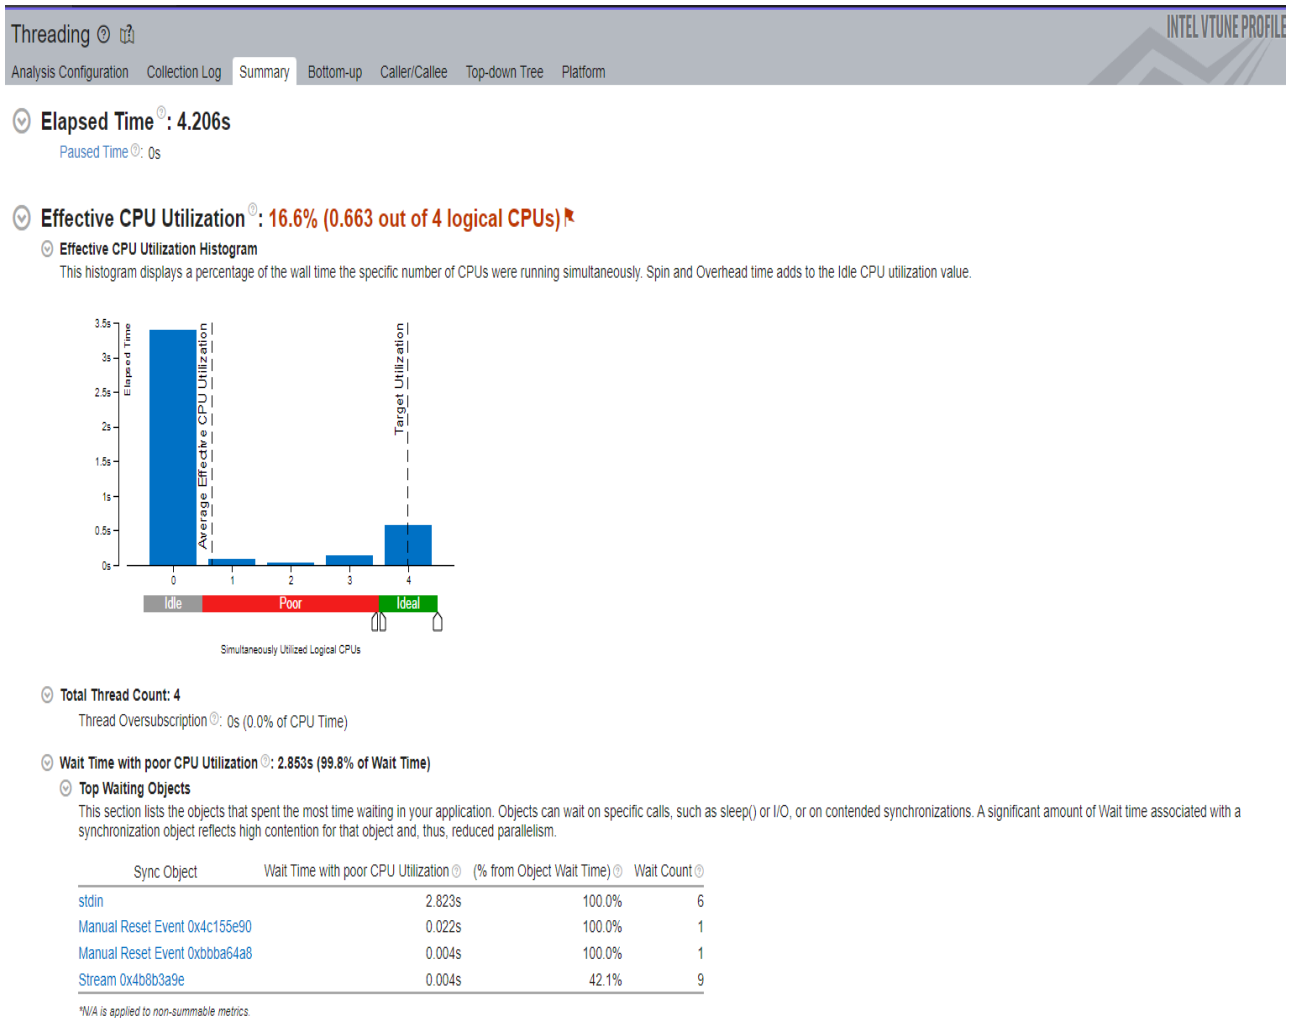 Threading
INTEL VTUNE PROFILE
Analysis Configuration Collection Log Summary Bottom-up Caller/Callee Top-down Tree Platform
Elapsed Time: 4.206s
Paused Time: 0s
Effective CPU Utilization: 16.6% (0.663 out of 4 logical CPUs)
Effective CPU Utilization Histogram
This histogram displays a percentage of the wall time the specific number of CPUs were running simultaneously. Spin and Overhead time adds to the Idle CPU utilization value.
3.5s
3s
2.5s
2s
1.5s
1s
0.5s
0s
Elapsed Time
Average Effective CPU Utilization
Target Utilization
0 1 2 3 4
Idle Poor Ideal
Simultaneously Utilized Logical CPUs
Total Thread Count: 4
Thread Oversubscription: 0s (0.0% of CPU Time)
Wait Time with poor CPU Utilization: 2.853s (99.8% of Wait Time)
Top Waiting Objects
This section lists the objects that spent the most time waiting in your application. Objects can wait on specific calls, such as sleep() or I/O, or on contended synchronizations. A significant amount of Wait time associated with a
synchronization object reflects high contention for that object and, thus, reduced parallelism.
Sync Object Wait Time with poor CPU Utilization (% from Object Wait Time) Wait Count
stdin 2.823s 100.0% 6
Manual Reset Event 0x4c155e90 0.022s 100.0% 1
Manual Reset Event 0xbbba64a8 0.004s 100.0% 1
Stream 0x4b8b3a9e 0.004s 42.1% 9
*N/A is applied to non-summable metrics.